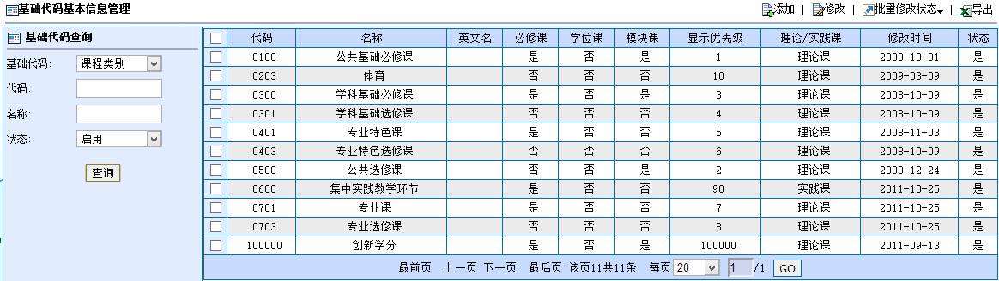 基础代码基本信息管理 添加 | 修改 | 批量修改状态 | 导出
基础代码查询
基础代码: 课程类别
代码:
名称:
状态: 启用
查询
代码 名称 英文名 必修课 学位课 模块课 显示优先级 理论/实践课 修改时间 状态
0100 公共基础必修课 是 否 是 1 理论课 2008-10-31 是
0203 体育 否 否 否 10 理论课 2009-03-09 是
0300 学科基础必修课 是 否 是 3 理论课 2008-10-09 是
0301 学科基础选修课 否 否 否 4 理论课 2008-10-09 是
0401 专业特色课 是 否 否 5 理论课 2008-11-03 是
0403 专业特色选修课 否 否 否 6 理论课 2008-10-09 是
0500 公共选修课 否 否 是 2 理论课 2008-12-24 是
0600 集中实践教学环节 是 否 否 90 实践课 2011-10-25 是
0701 专业课 是 否 否 7 理论课 2011-10-25 是
0703 专业选修课 否 否 否 8 理论课 2011-10-25 是
100000 创新学分 是 否 是 100000 理论课 2011-09-13 是
最前页 上一页 下一页 最后页 该页11共11条 每页 20 1 /1 GO